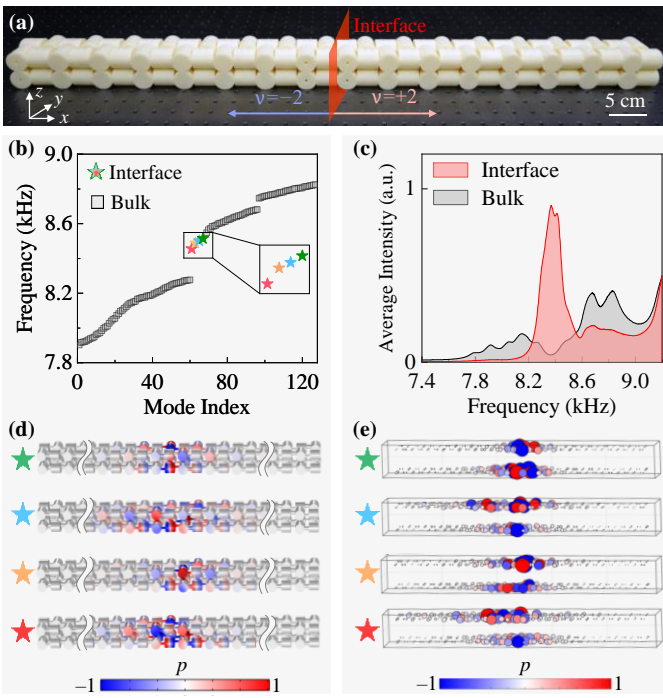 (a)
Interface
z
y
x
ν=−2
ν=+2
5 cm
(b)
9.0
8.6
8.2
7.8
Frequency (kHz)
Interface
Bulk
0
40
80
120
Mode Index
(c)
1
0
Average Intensity (a.u.)
Interface
Bulk
7.4
7.8
8.2
8.6
9.0
Frequency (kHz)
(d)
p
−1
1
(e)
p
−1
1